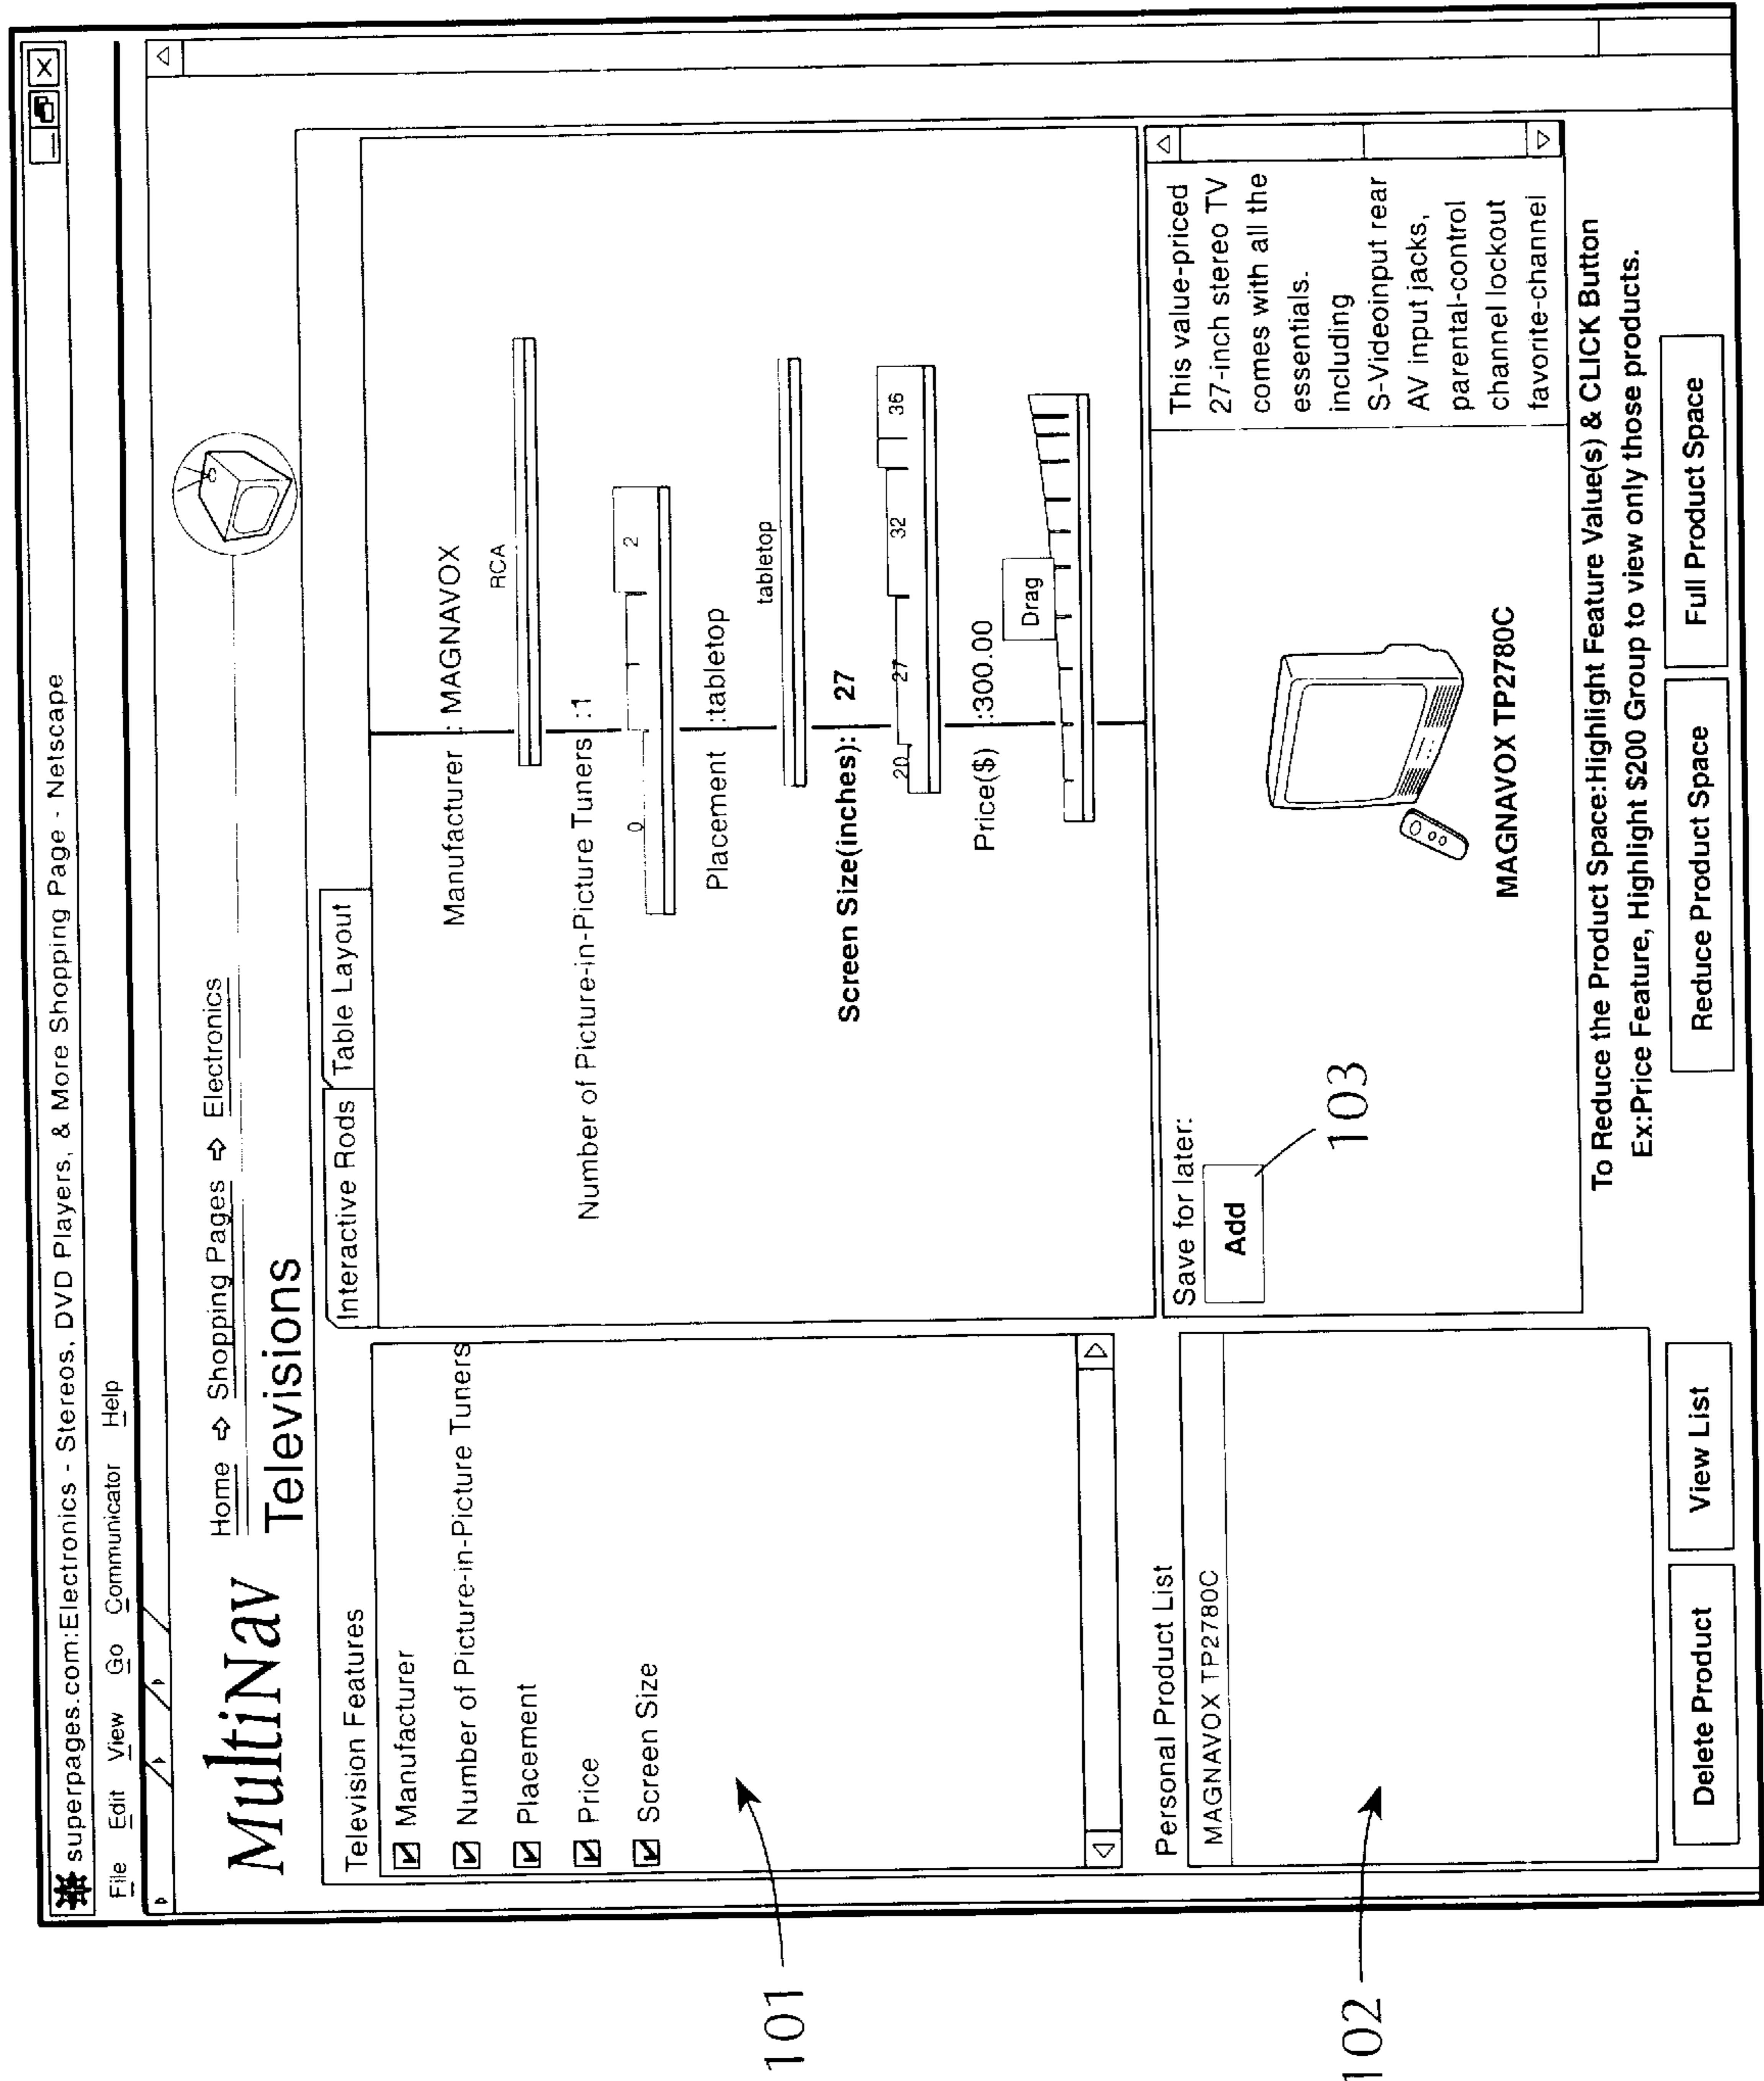 superpages.com:Electronics - Stereos, DVD Players, & More Shopping Page - Netscape
File Edit View Go Communicator Help
MultiNav
Home ➪ Shopping Pages ➪ Electronics
Televisions
Television Features
Manufacturer
Number of Picture-in-Picture Tuners
Placement
Price
Screen Size
Interactive Rods
Table Layout
Manufacturer : MAGNAVOX
RCA
Number of Picture-in-Picture Tuners :1
0 2
Placement :tabletop
tabletop
Screen Size(inches): 27
20 27 32 36
Price($) :300.00
Drag
Personal Product List
MAGNAVOX TP2780C
Save for later:
Add
103
MAGNAVOX TP2780C
This value-priced
27-inch stereo TV
comes with all the
essentials.
including
S-Videoinput rear
AV input jacks,
parental-control
channel lockout
favorite-channel
To Reduce the Product Space:Highlight Feature Value(s) & CLICK Button
Ex:Price Feature, Highlight $200 Group to view only those products.
Delete Product
View List
Reduce Product Space
Full Product Space
101
102